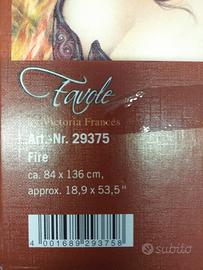 Favole
by Victoria Francés
Art.-Nr. 29375
Fire
ca. 84 x 136 cm,
approx. 18,9 x 53,5"
4 001689 293758
subito